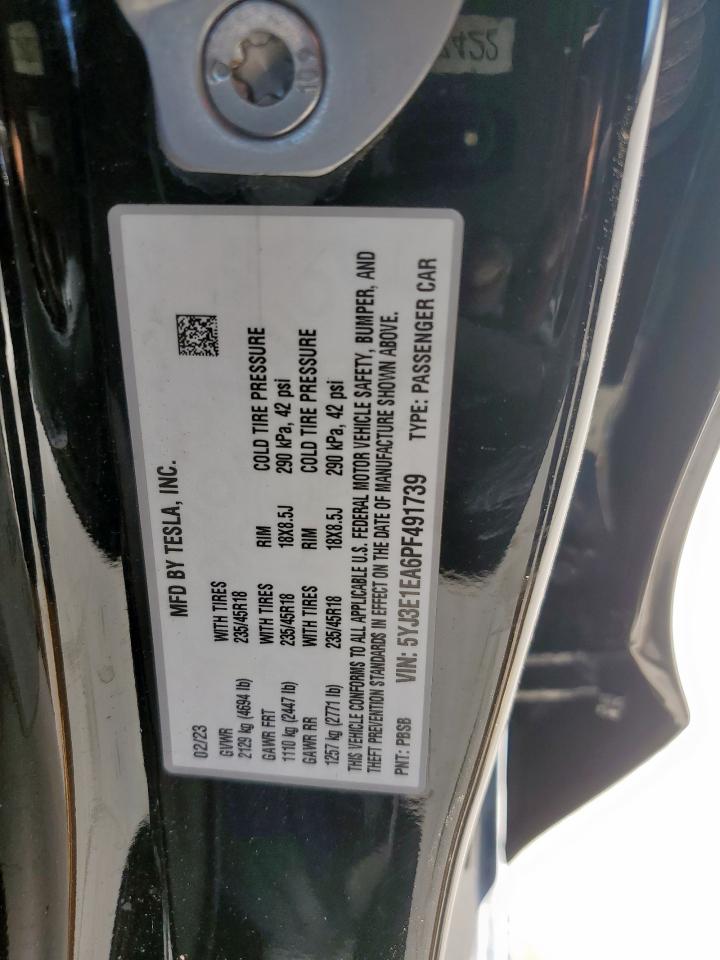 MFD BY TESLA, INC.
02/23
GVWR WITH TIRES
2129 kg (4694 lb) 235/45R18
GAWR FRT WITH TIRES RIM COLD TIRE PRESSURE
1110 kg (2447 lb) 235/45R18 18X8.5J 290 kPa, 42 psi
GAWR RR WITH TIRES RIM COLD TIRE PRESSURE
1257 kg (2771 lb) 235/45R18 18X8.5J 290 kPa, 42 psi
THIS VEHICLE CONFORMS TO ALL APPLICABLE U.S. FEDERAL MOTOR VEHICLE SAFETY, BUMPER, AND
THEFT PREVENTION STANDARDS IN EFFECT ON THE DATE OF MANUFACTURE SHOWN ABOVE.
PNT: PBSB VIN: 5YJ3E1EA6PF491739 TYPE: PASSENGER CAR